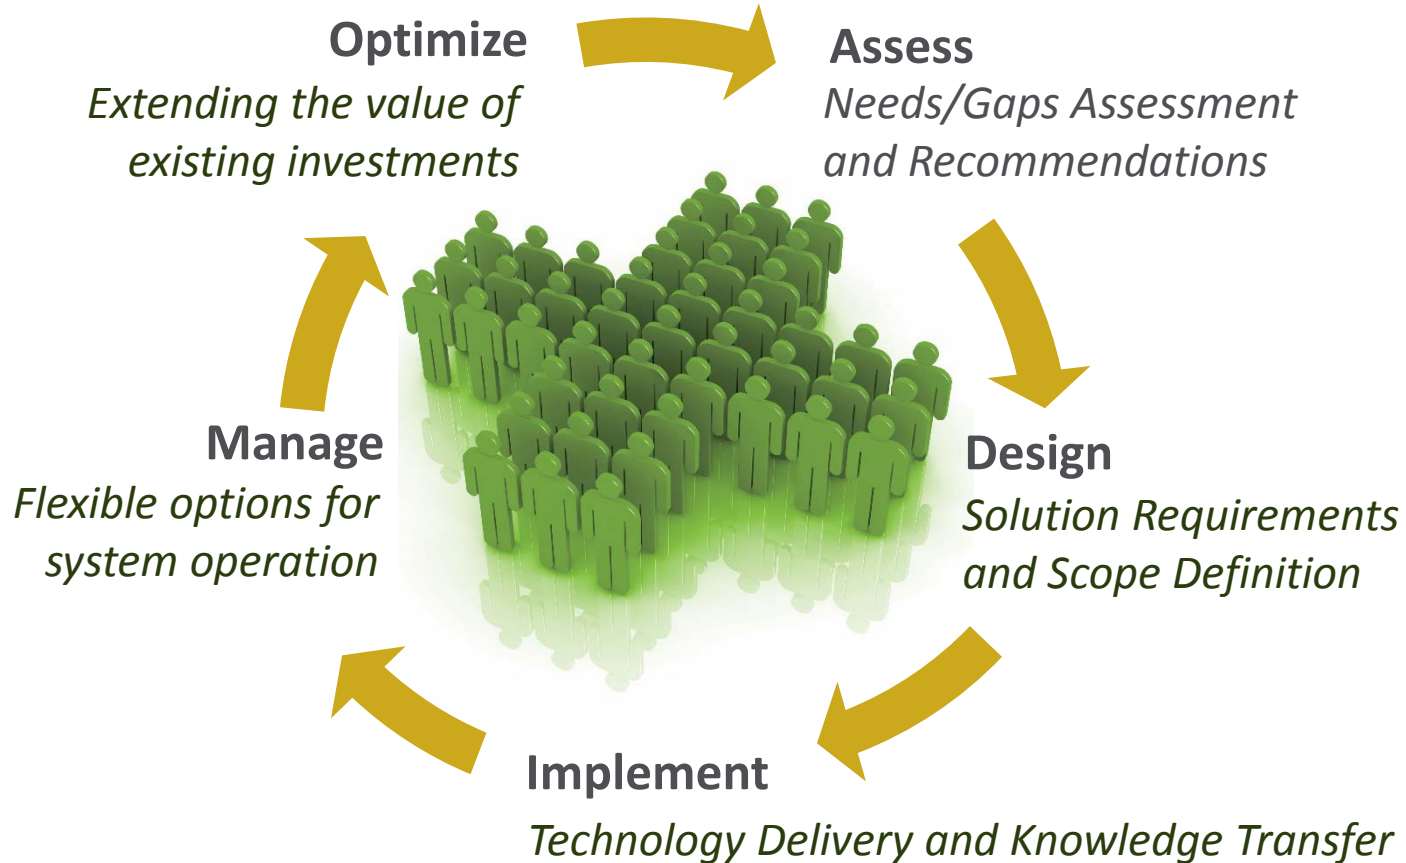 Optimize
Extending the value of
existing investments
Assess
Needs/Gaps Assessment
and Recommendations
Design
Solution Requirements
and Scope Definition
Implement
Technology Delivery and Knowledge Transfer
Manage
Flexible options for
system operation